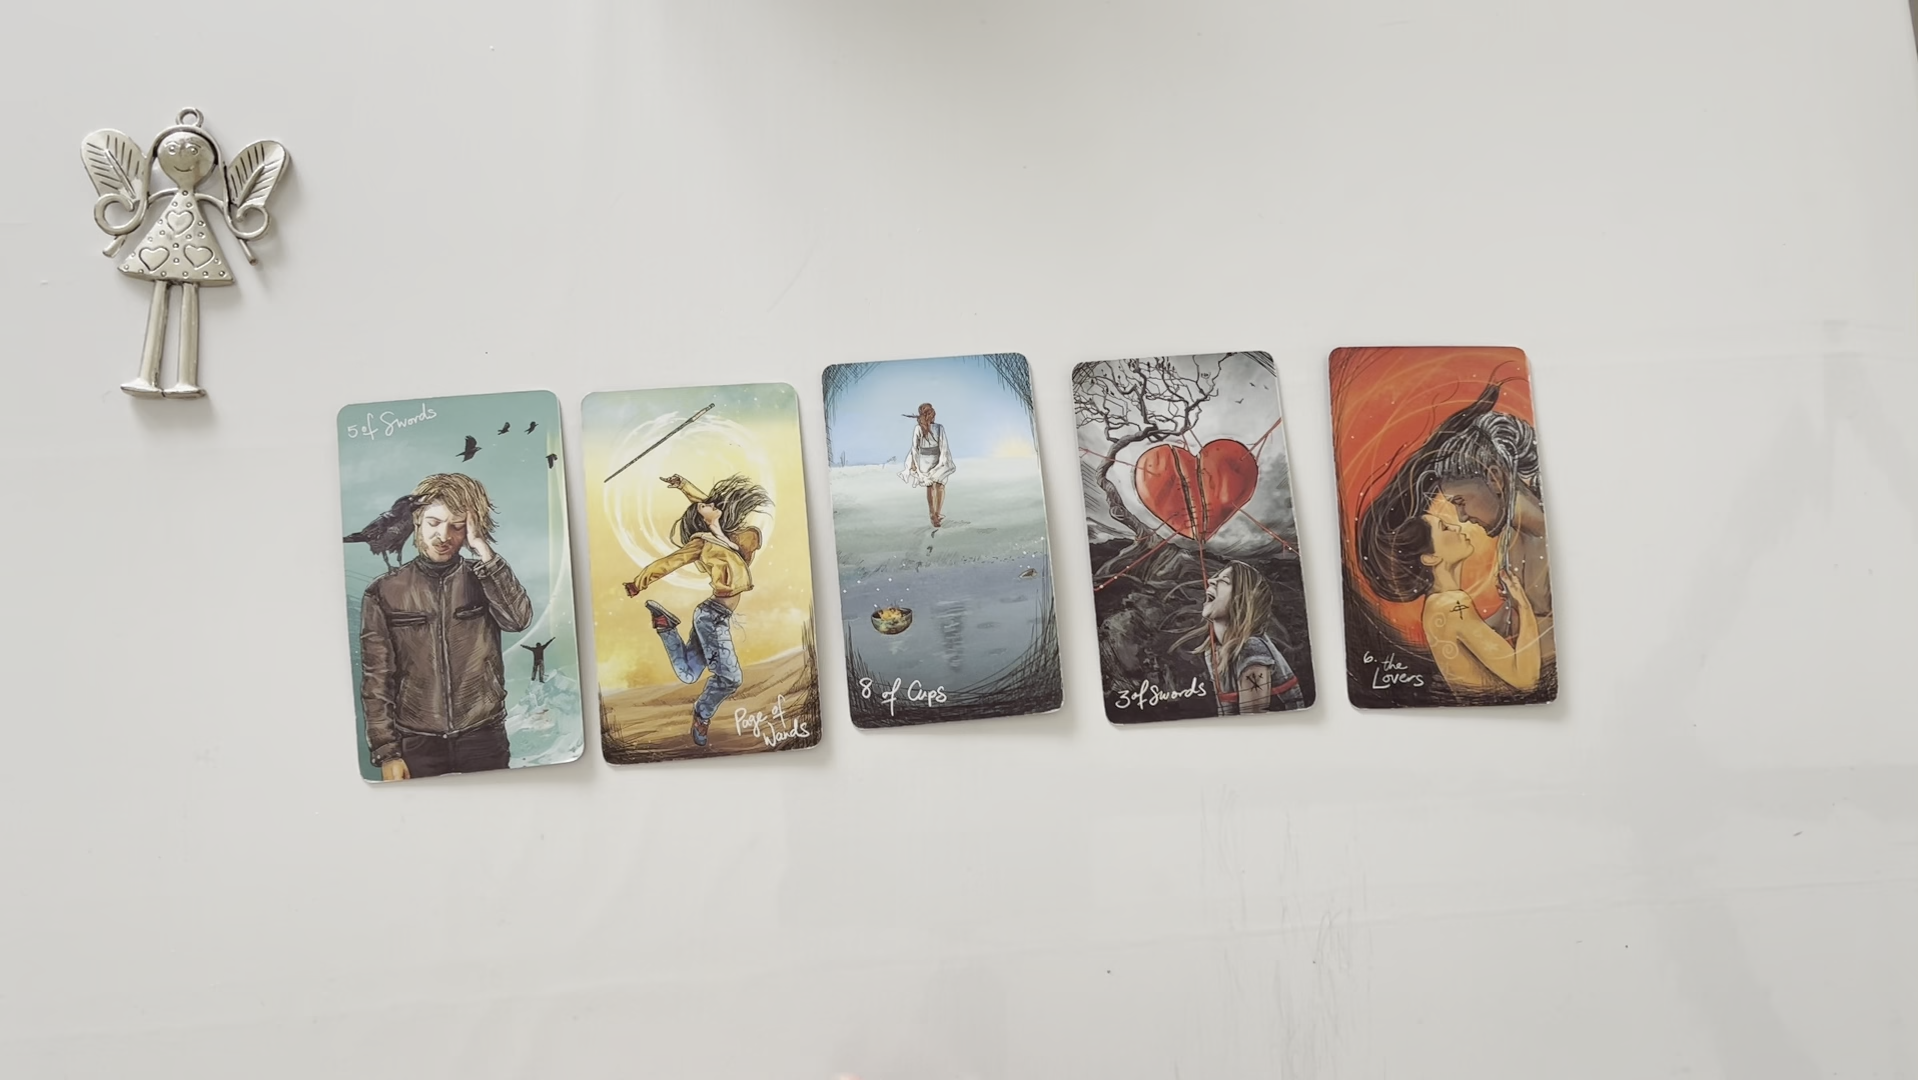 5 of Swords
Page of
Wands
8 of Cups
3 of Swords
6. the
Lovers